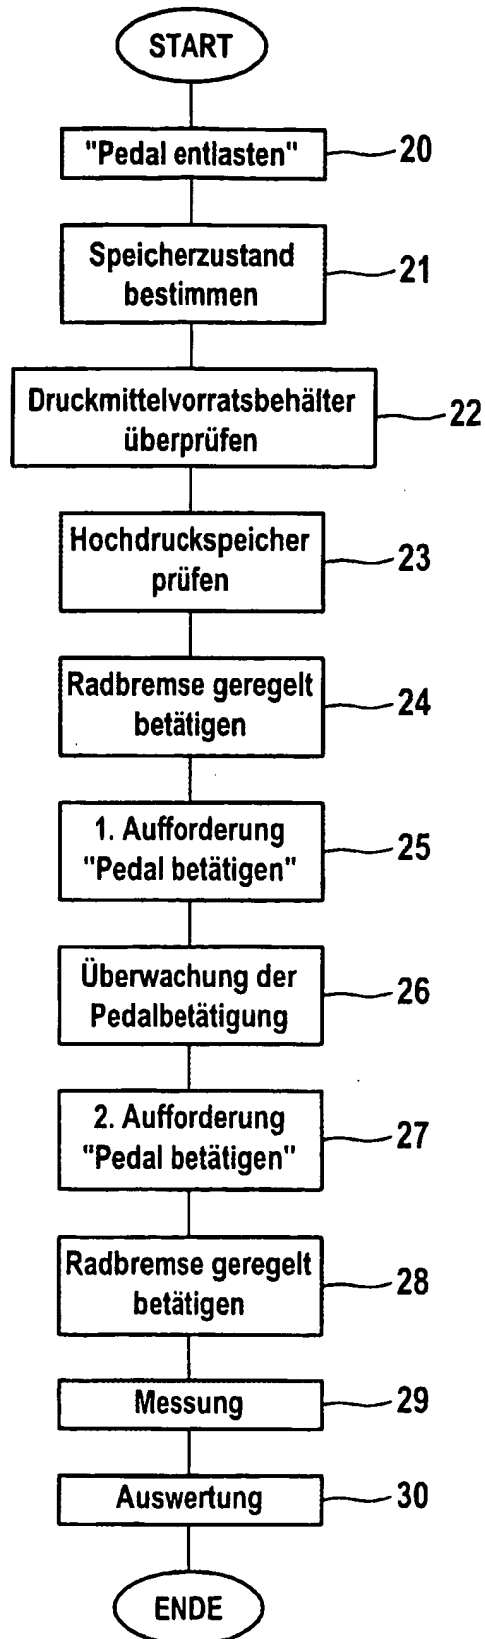 START
"Pedal entlasten"
20
Speicherzustand
bestimmen
21
Druckmittelvorratsbehälter
überprüfen
22
Hochdruckspeicher
prüfen
23
Radbremse geregelt
betätigen
24
1. Aufforderung
"Pedal betätigen"
25
Überwachung der
Pedalbetätigung
26
2. Aufforderung
"Pedal betätigen"
27
Radbremse geregelt
betätigen
28
Messung
29
Auswertung
30
ENDE